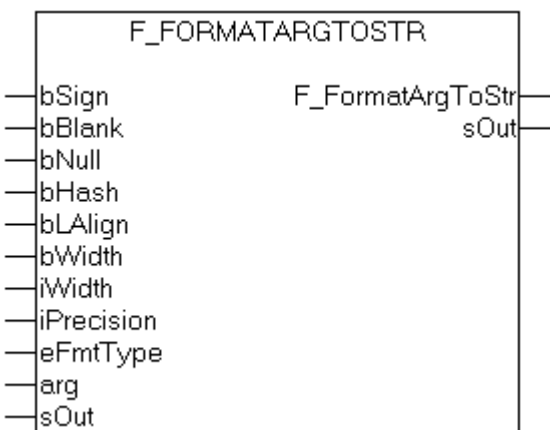 F_FORMATARGTOSTR
bSign F_FormatArgToStr
bBlank sOut
bNull
bHash
bLAlign
bWidth
iWidth
iPrecision
eFmtType
arg
sOut